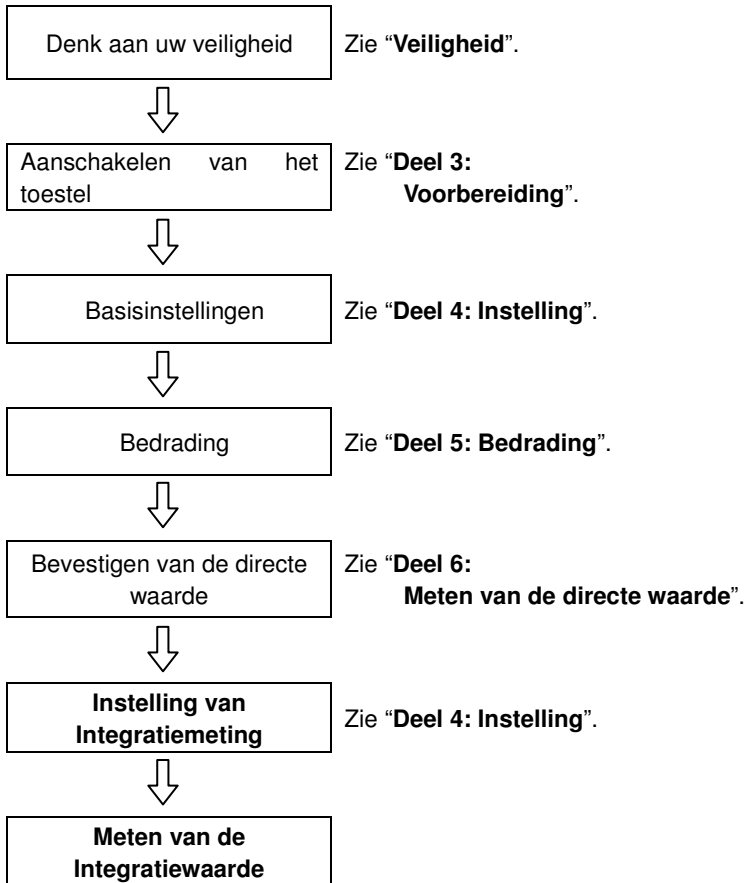 Denk aan uw veiligheid
Zie “Veiligheid”.
Aanschakelen van het
toestel
Zie “Deel 3:
Voorbereiding”.
Basisinstellingen
Zie “Deel 4: Instelling”.
Bedrading
Zie “Deel 5: Bedrading”.
Bevestigen van de directe
waarde
Zie “Deel 6:
Meten van de directe waarde”.
Instelling van
Integratiemeting
Zie “Deel 4: Instelling”.
Meten van de
Integratiewaarde